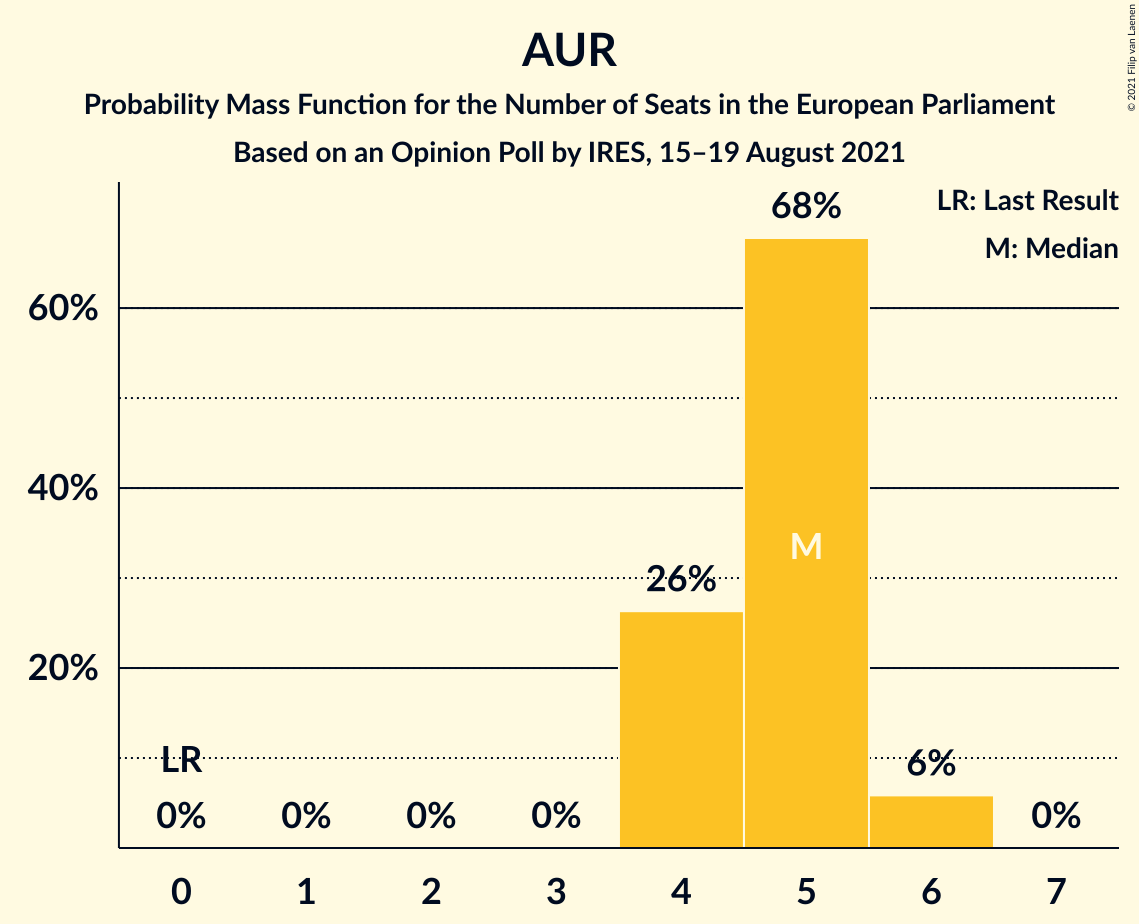 AUR
Probability Mass Function for the Number of Seats in the European Parliament
Based on an Opinion Poll by IRES, 15–19 August 2021
© 2021 Filip van Laenen
LR: Last Result
M: Median
68%
60%
40%
M
26%
20%
LR
6%
0% 0% 0% 0% 0%
0 1 2 3 4 5 6 7